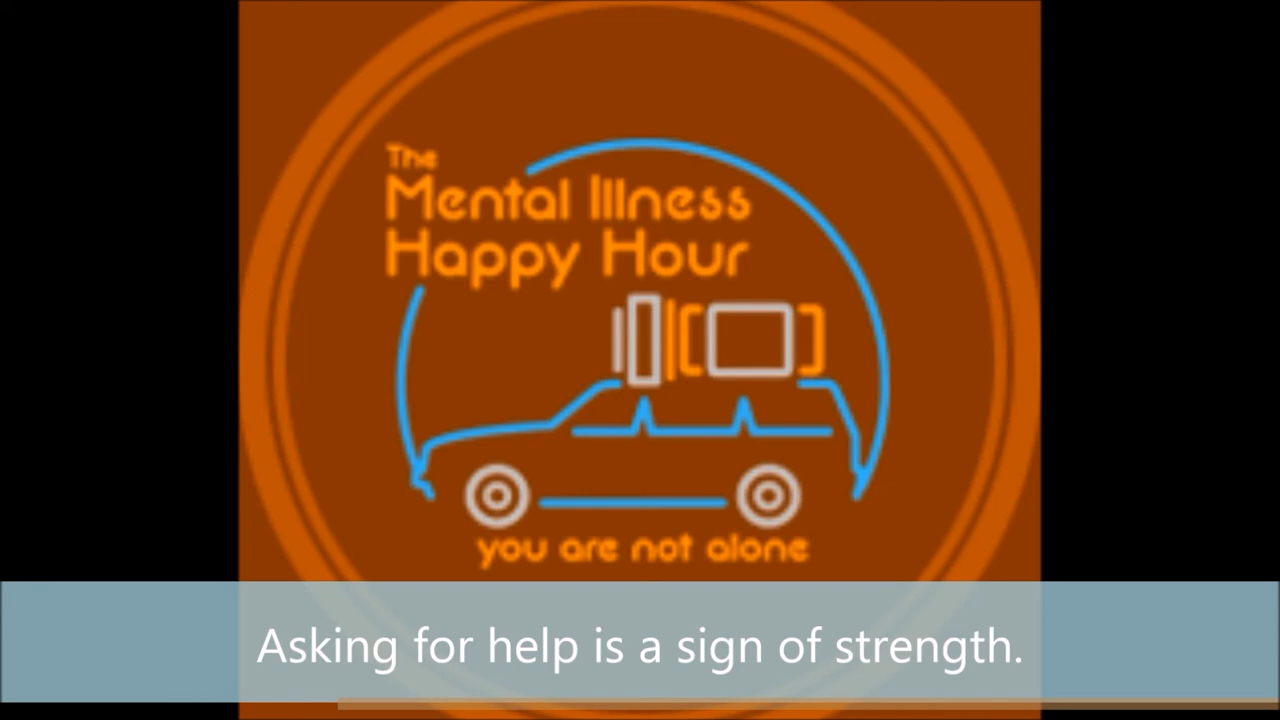 The
Mental Illness
Happy Hour
you are not alone
Asking for help is a sign of strength.